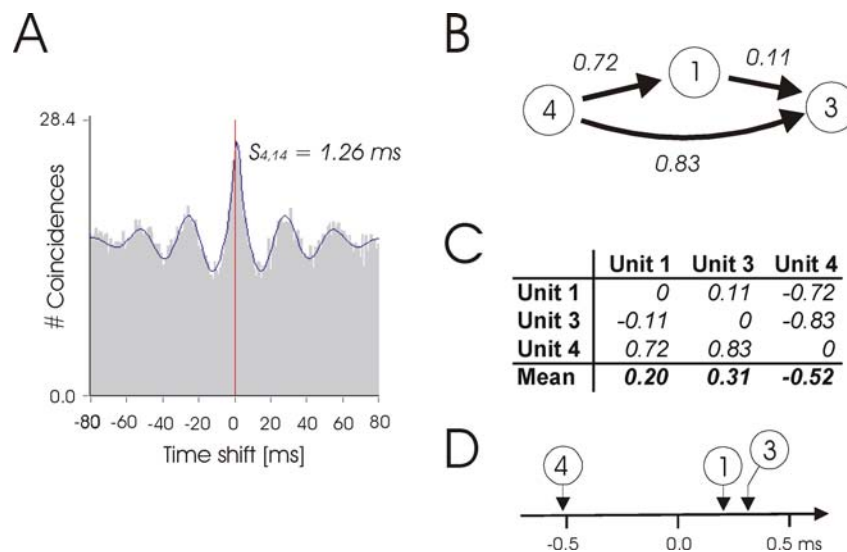 A
28.4
S4,14 = 1.26 ms
# Coincidences
0.0
-80 -60 -40 -20 0 20 40 60 80
Time shift [ms]
B
0.72
0.11
4
1
3
0.83
C
Unit 1 Unit 3 Unit 4
Unit 1 0 0.11 -0.72
Unit 3 -0.11 0 -0.83
Unit 4 0.72 0.83 0
Mean 0.20 0.31 -0.52
D
4
1
3
-0.5 0.0 0.5 ms